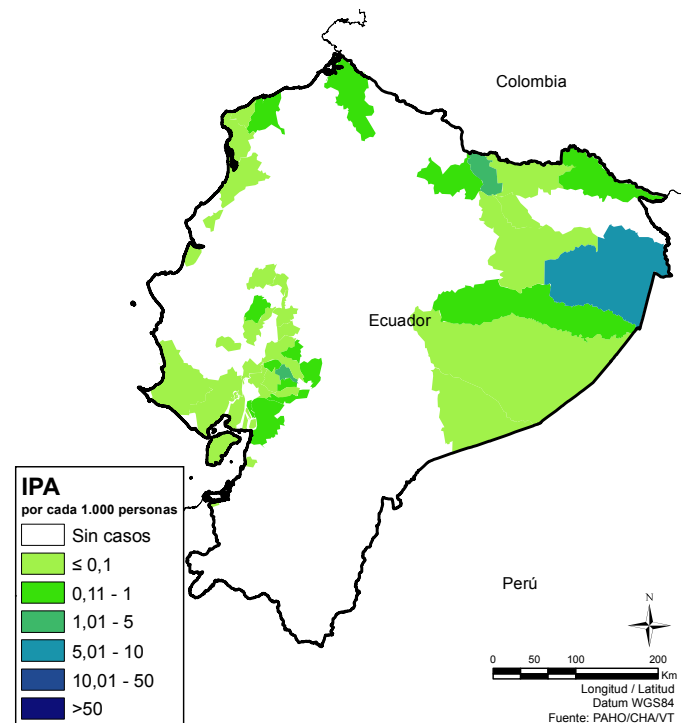 Colombia
Ecuador
Perú
IPA
por cada 1.000 personas
Sin casos
≤ 0,1
0,11 - 1
1,01 - 5
5,01 - 10
10,01 - 50
>50
N
0 50 100 200
Km
Longitud / Latitud
Datum WGS84
Fuente: PAHO/CHA/VT